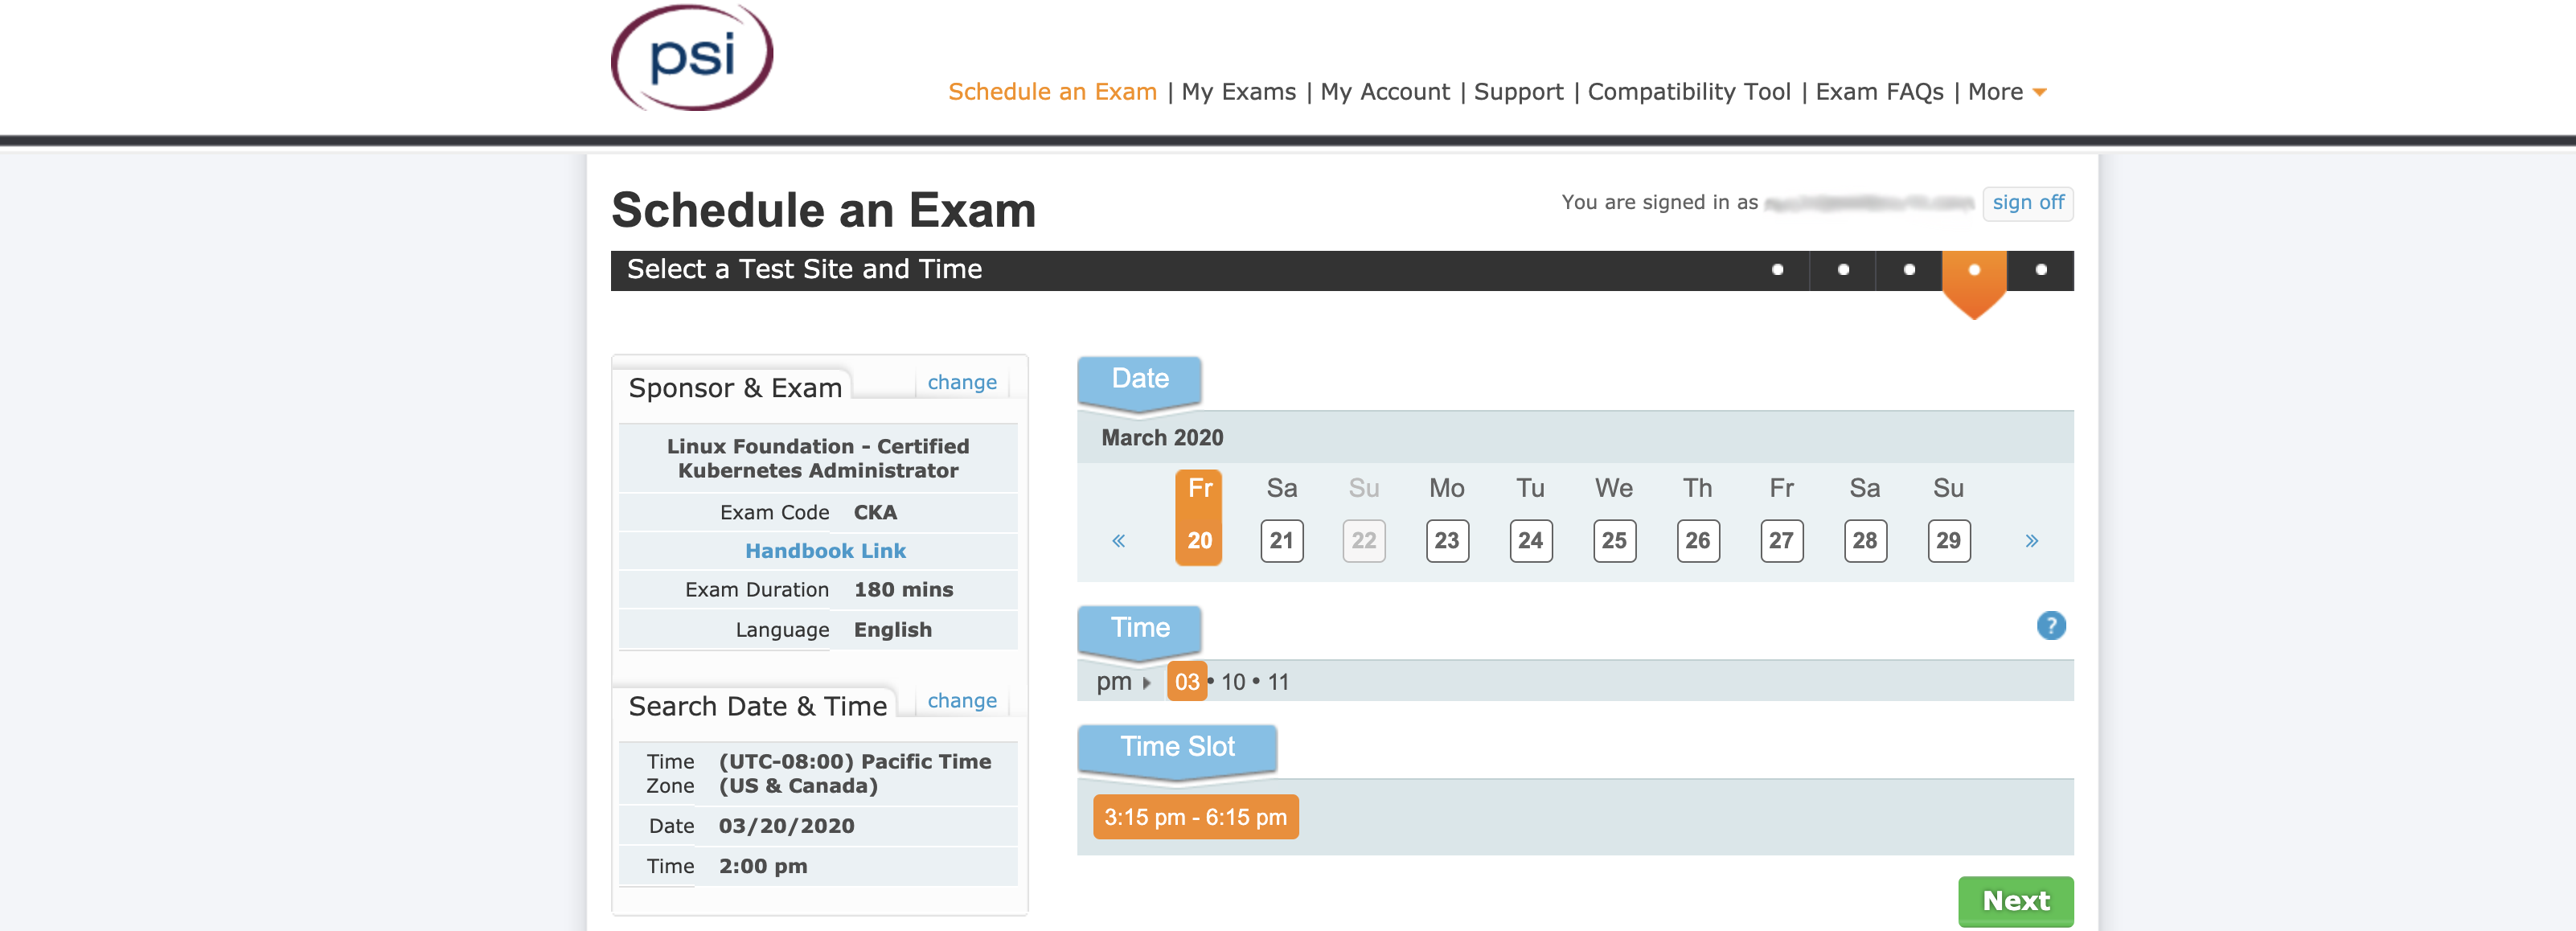 psi
Schedule an Exam | My Exams | My Account | Support | Compatibility Tool | Exam FAQs | More
Schedule an Exam
You are signed in as
sign off
Select a Test Site and Time
Sponsor & Exam
change
Linux Foundation - Certified
Kubernetes Administrator
Exam Code CKA
Handbook Link
Exam Duration 180 mins
Language English
Search Date & Time
change
Time Zone (UTC-08:00) Pacific Time
(US & Canada)
Date 03/20/2020
Time 2:00 pm
Date
March 2020
Fr Sa Su Mo Tu We Th Fr Sa Su
« 20 21 22 23 24 25 26 27 28 29 »
Time
?
pm 03 • 10 • 11
Time Slot
3:15 pm - 6:15 pm
Next